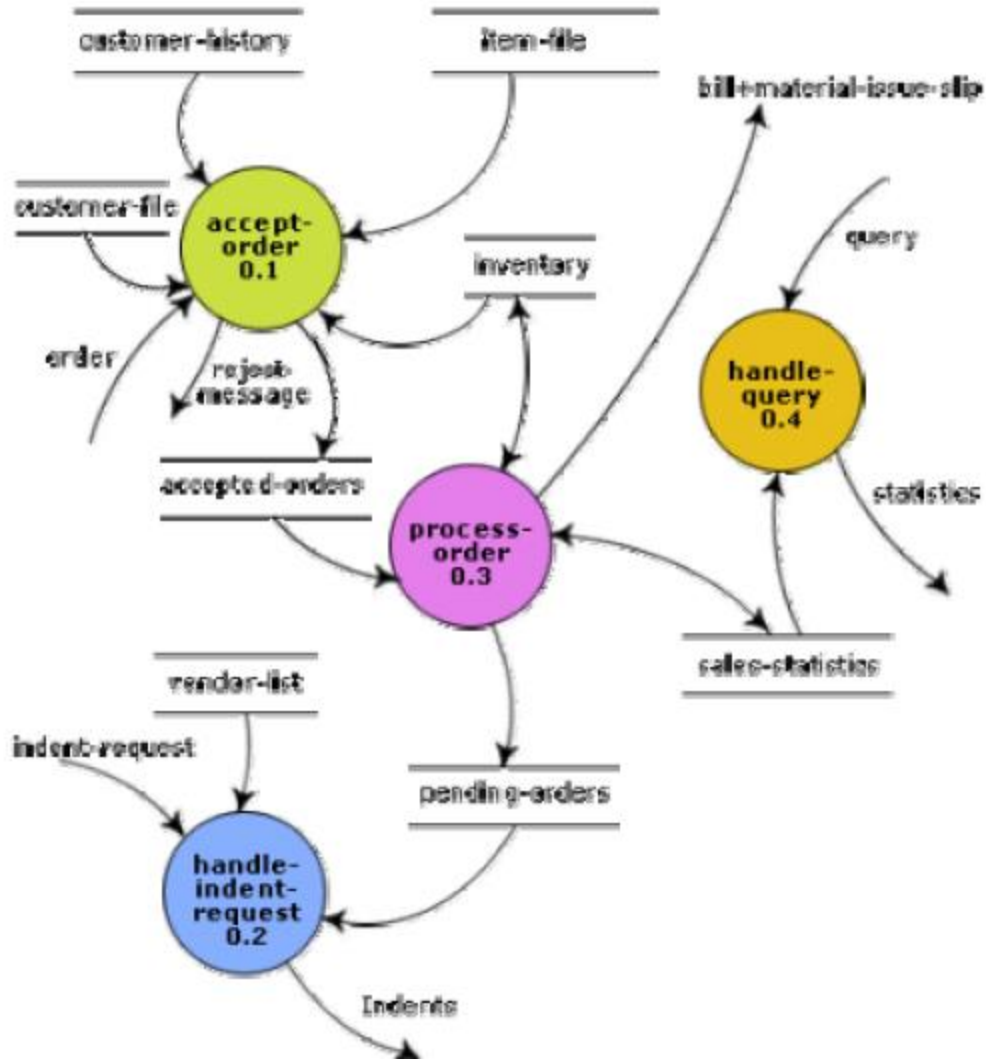 customer-history
item-file
bill+material-issue-slip
customer-file
accept-
order
0.1
inventory
query
order
reject-
message
handle-
query
0.4
accepted-orders
process-
order
0.3
statistics
sales-statistics
vendor-list
indent-request
pending-orders
handle-
indent-
request
0.2
Indents